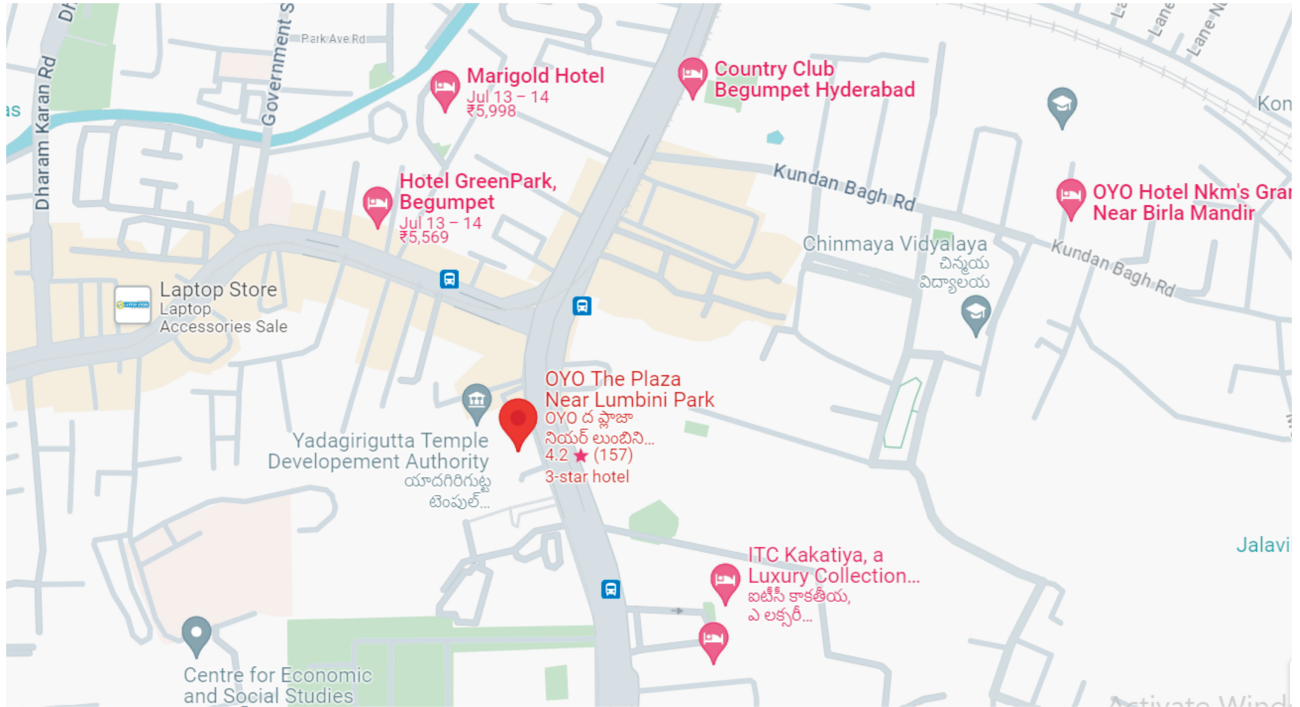 Park Ave Rd
Dharam Karan Rd
Government S
as
Marigold Hotel
Jul 13 – 14
₹5,998
Country Club
Begumpet Hyderabad
Lane
Kon
Hotel GreenPark,
Begumpet
Jul 13 – 14
₹5,569
Kundan Bagh Rd
OYO Hotel Nkm's Gra
Near Birla Mandir
Chinmaya Vidyalaya
చిన్మయ
విద్యాలయ
Kundan Bagh Rd
Laptop Store
Laptop
Accessories Sale
OYO The Plaza
Near Lumbini Park
OYO ద ప్లాజా
నియర్ లుంబిని...
4.2 ★ (157)
3-star hotel
Yadagirigutta Temple
Developement Authority
యాదగిరిగుట్ట
టెంపుల్...
Jalavi
ITC Kakatiya, a
Luxury Collection...
ఐటీసీ కాకతీయ,
ఎ లక్సరీ...
Centre for Economic
and Social Studies